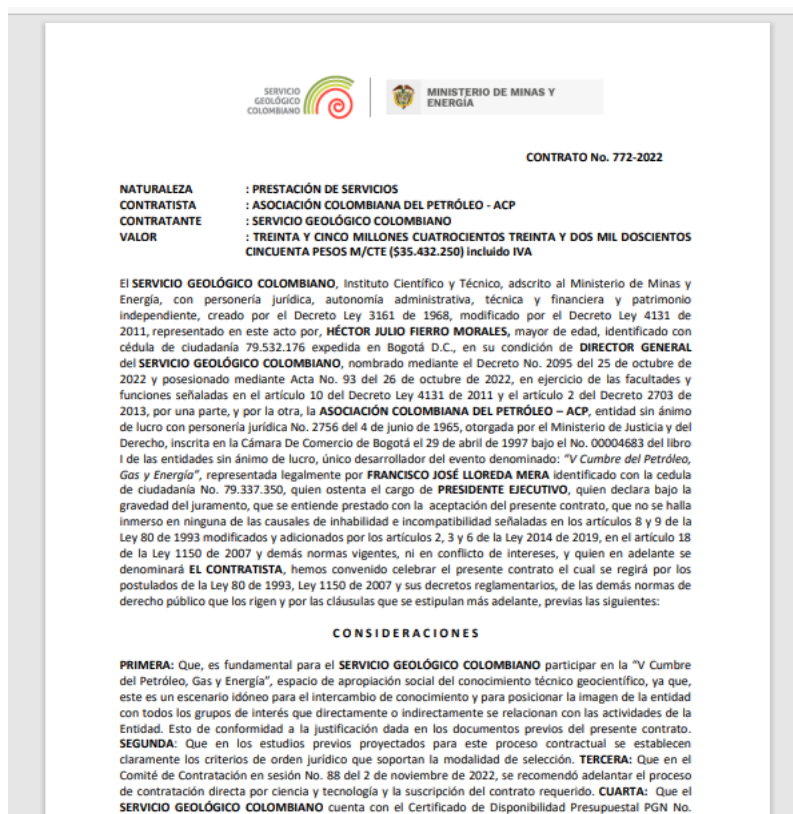 SERVICIO
GEOLÓGICO
COLOMBIANO
MINISTERIO DE MINAS Y
ENERGÍA
CONTRATO No. 772-2022
NATURALEZA : PRESTACIÓN DE SERVICIOS
CONTRATISTA : ASOCIACIÓN COLOMBIANA DEL PETRÓLEO - ACP
CONTRATANTE : SERVICIO GEOLÓGICO COLOMBIANO
VALOR : TREINTA Y CINCO MILLONES CUATROCIENTOS TREINTA Y DOS MIL DOSCIENTOS
CINCUENTA PESOS M/CTE ($35.432.250) incluido IVA
El SERVICIO GEOLÓGICO COLOMBIANO, Instituto Científico y Técnico, adscrito al Ministerio de Minas y
Energía, con personería jurídica, autonomía administrativa, técnica y financiera y patrimonio
independiente, creado por el Decreto Ley 3161 de 1968, modificado por el Decreto Ley 4131 de
2011, representado en este acto por, HÉCTOR JULIO FIERRO MORALES, mayor de edad, identificado con
cédula de ciudadanía 79.532.176 expedida en Bogotá D.C., en su condición de DIRECTOR GENERAL
del SERVICIO GEOLÓGICO COLOMBIANO, nombrado mediante el Decreto No. 2095 del 25 de octubre de
2022 y posesionado mediante Acta No. 93 del 26 de octubre de 2022, en ejercicio de las facultades y
funciones señaladas en el artículo 10 del Decreto Ley 4131 de 2011 y el artículo 2 del Decreto 2703 de
2013, por una parte, y por la otra, la ASOCIACIÓN COLOMBIANA DEL PETRÓLEO – ACP, entidad sin ánimo
de lucro con personería jurídica No. 2756 del 4 de junio de 1965, otorgada por el Ministerio de Justicia y del
Derecho, inscrita en la Cámara De Comercio de Bogotá el 29 de abril de 1997 bajo el No. 00004683 del libro
I de las entidades sin ánimo de lucro, único desarrollador del evento denominado: "V Cumbre del Petróleo,
Gas y Energía", representada legalmente por FRANCISCO JOSÉ LLOREDA MERA identificado con la cedula
de ciudadanía No. 79.337.350, quien ostenta el cargo de PRESIDENTE EJECUTIVO, quien declara bajo la
gravedad del juramento, que se entiende prestado con la aceptación del presente contrato, que no se halla
inmerso en ninguna de las causales de inhabilidad e incompatibilidad señaladas en los artículos 8 y 9 de la
Ley 80 de 1993 modificados y adicionados por los artículos 2, 3 y 6 de la Ley 2014 de 2019, en el artículo 18
de la Ley 1150 de 2007 y demás normas vigentes, ni en conflicto de intereses, y quien en adelante se
denominará EL CONTRATISTA, hemos convenido celebrar el presente contrato el cual se regirá por los
postulados de la Ley 80 de 1993, Ley 1150 de 2007 y sus decretos reglamentarios, de las demás normas de
derecho público que los rigen y por las cláusulas que se estipulan más adelante, previas las siguientes:
CONSIDERACIONES
PRIMERA: Que, es fundamental para el SERVICIO GEOLÓGICO COLOMBIANO participar en la "V Cumbre
del Petróleo, Gas y Energía", espacio de apropiación social del conocimiento técnico geocientífico, ya que,
este es un escenario idóneo para el intercambio de conocimiento y para posicionar la imagen de la entidad
con todos los grupos de interés que directamente o indirectamente se relacionan con las actividades de la
Entidad. Esto de conformidad a la justificación dada en los documentos previos del presente contrato.
SEGUNDA: Que en los estudios previos proyectados para este proceso contractual se establecen
claramente los criterios de orden jurídico que soportan la modalidad de selección. TERCERA: Que en el
Comité de Contratación en sesión No. 88 del 2 de noviembre de 2022, se recomendó adelantar el proceso
de contratación directa por ciencia y tecnología y la suscripción del contrato requerido. CUARTA: Que el
SERVICIO GEOLÓGICO COLOMBIANO cuenta con el Certificado de Disponibilidad Presupuestal PGN No.